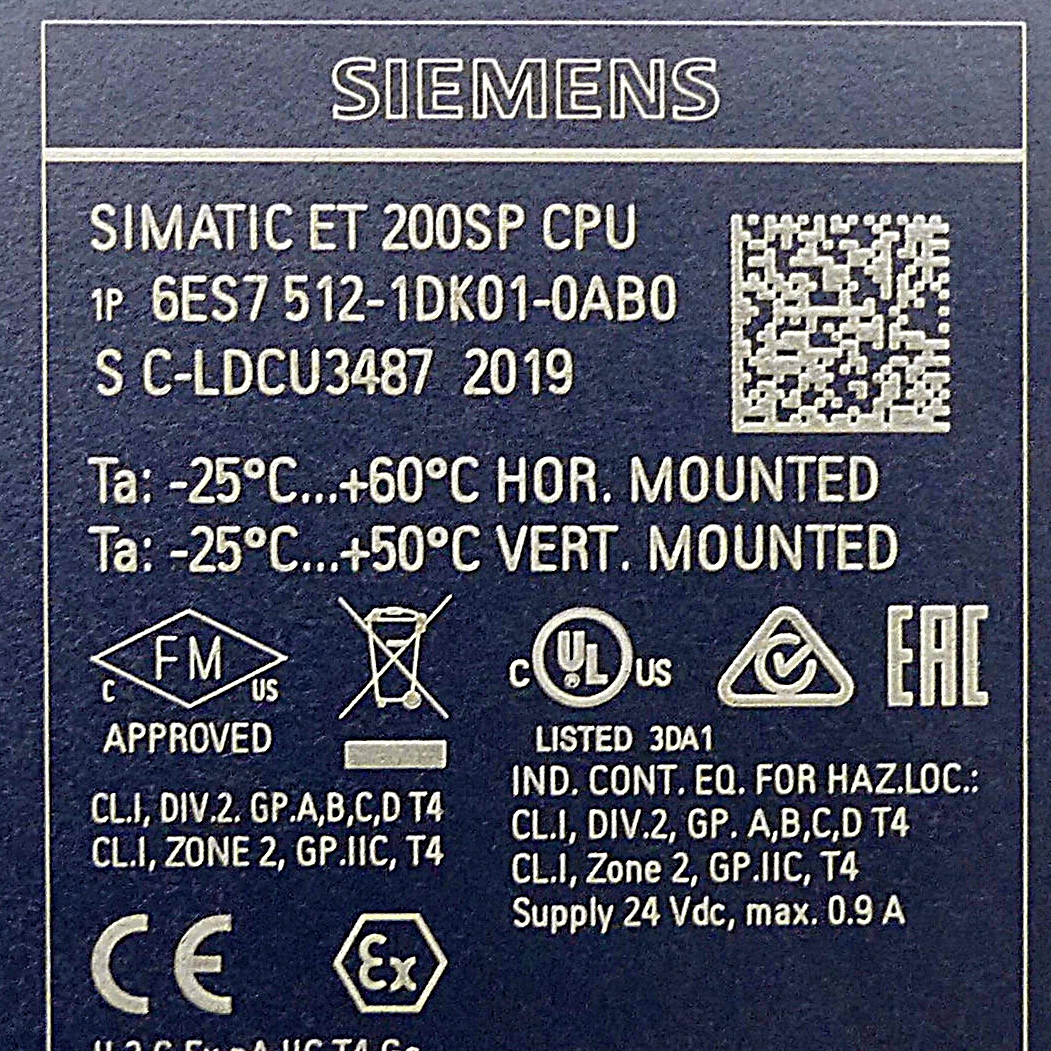 SIEMENS
SIMATIC ET 200SP CPU
1P 6ES7 512-1DK01-0AB0
S C-LDCU3487 2019
Ta: -25°C...+60°C HOR. MOUNTED
Ta: -25°C...+50°C VERT. MOUNTED
C FM US
APPROVED
CL.I, DIV.2. GP.A,B,C,D T4
CL.I, ZONE 2, GP.IIC, T4
C UL ® US
LISTED 3DA1
IND. CONT. EQ. FOR HAZ.LOC.:
CL.I, DIV.2, GP. A,B,C,D T4
CL.I, Zone 2, GP.IIC, T4
Supply 24 Vdc, max. 0.9 A
EAC
CE
Ex